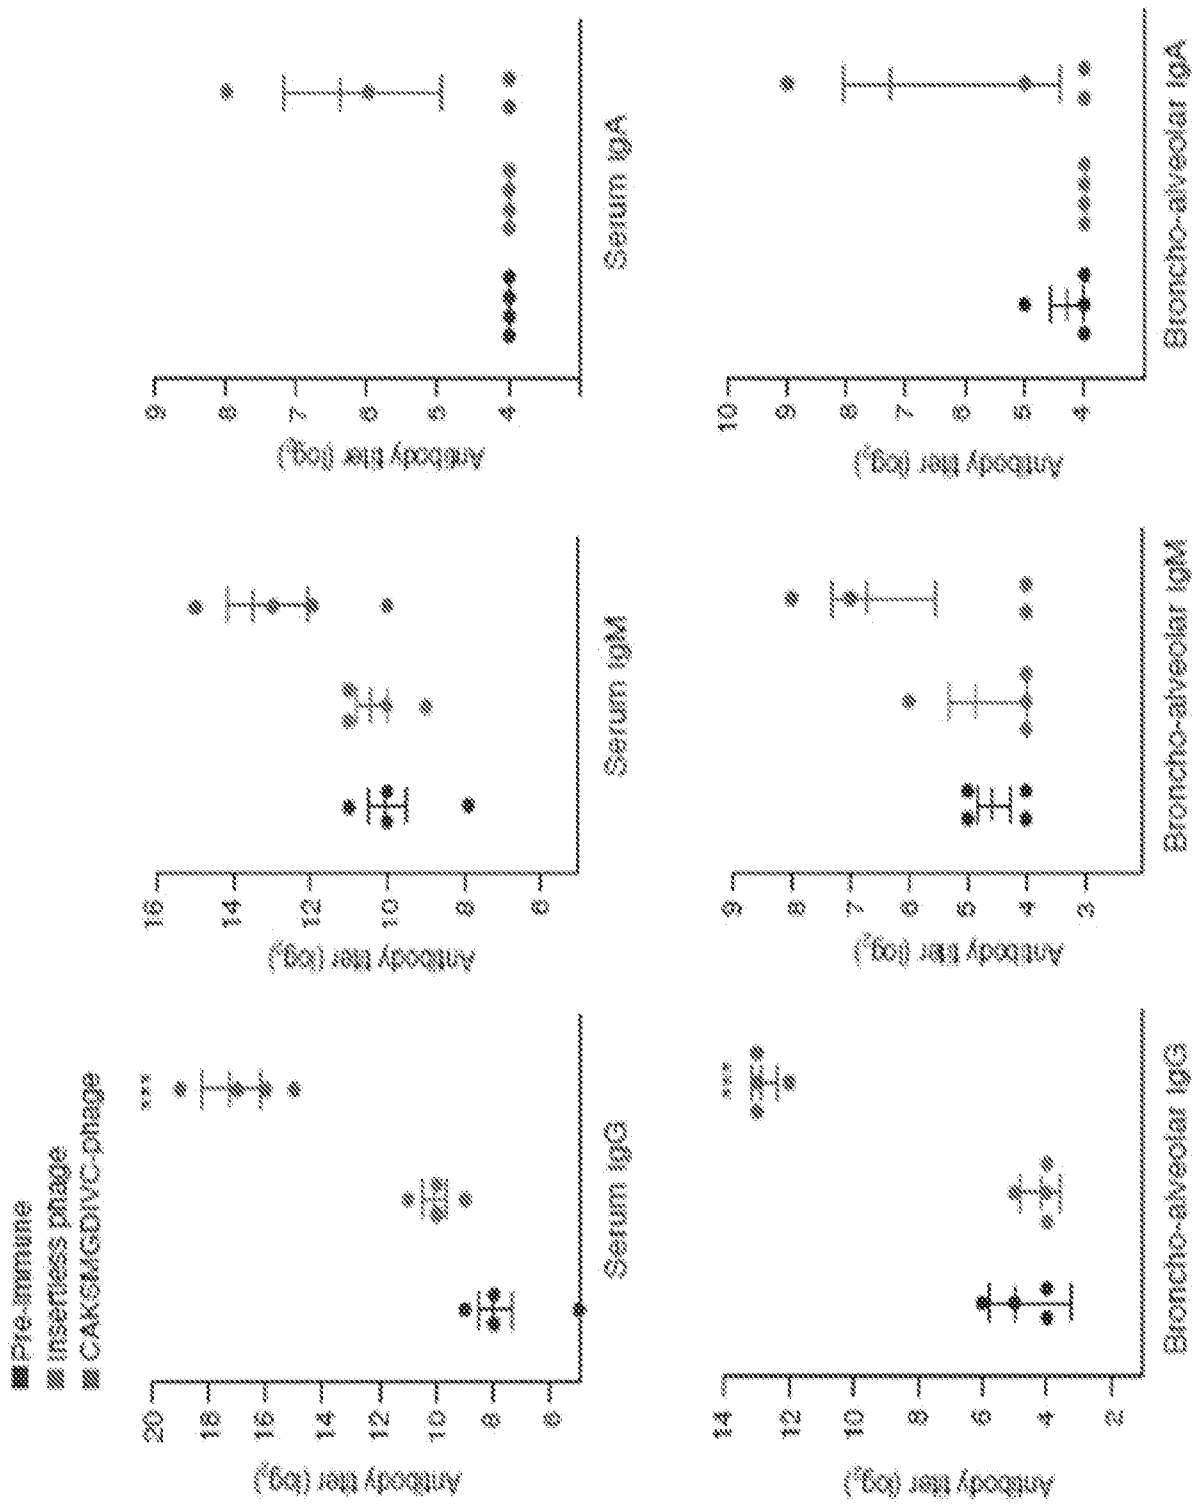 Pre-immune
Insertless phage
CAKSMGDIVC-phage
Antibody titer (log₂)
20
18
16
14
12
10
8
6
***
Serum IgG
Antibody titer (log₂)
16
14
12
10
8
6
Serum IgM
Antibody titer (log₂)
9
8
7
6
5
4
Serum IgA
Antibody titer (log₂)
14
12
6
4
2
***
Broncho-alveolar IgG
Antibody titer (log₂)
9
8
7
6
5
4
3
Broncho-alveolar IgM
Antibody titer (log₂)
10
9
8
7
6
5
4
Broncho-alveolar IgA